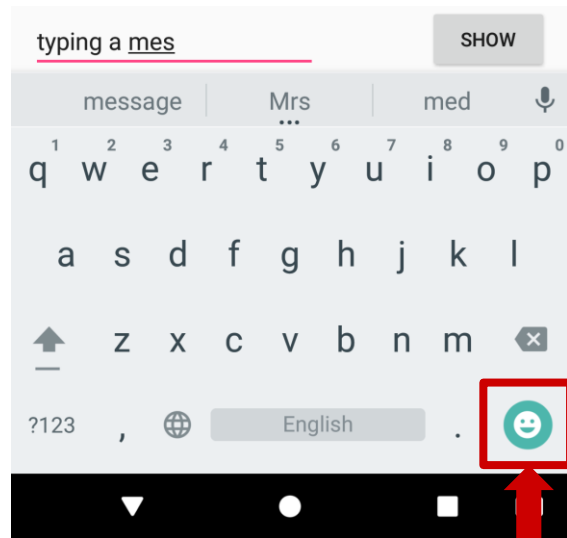 typing a mes SHOW
message Mrs med
1 2 3 4 5 6 7 8 9 0
q w e r t y u i o p
a s d f g h j k l
z x c v b n m
?123 , English .